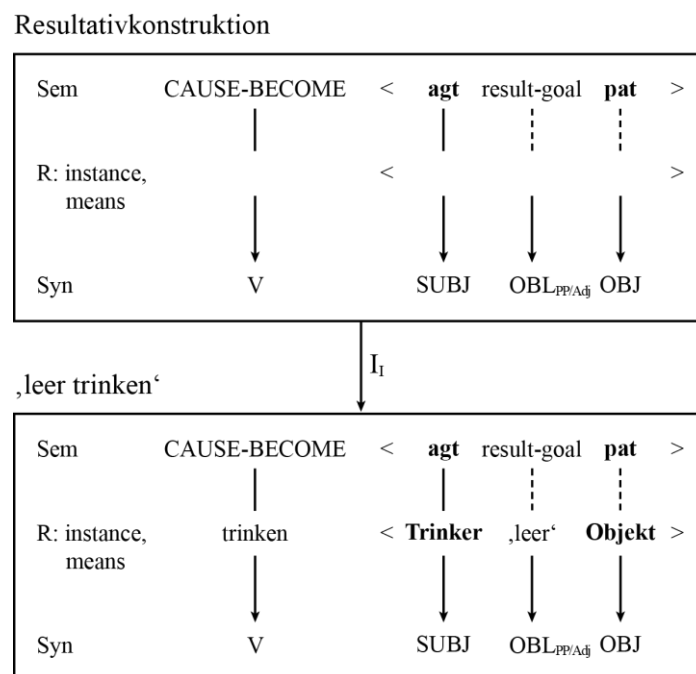 Resultativkonstruktion
Sem CAUSE-BECOME < agt result-goal pat >
R: instance, < >
means
Syn V SUBJ OBLPP/Adj OBJ
II
‚leer trinken‘
Sem CAUSE-BECOME < agt result-goal pat >
R: instance, trinken < Trinker ‚leer‘ Objekt >
means
Syn V SUBJ OBLPP/Adj OBJ